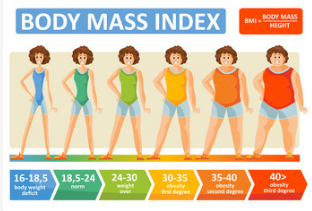 BODY MASS INDEX
BMI = BODY MASS
HEIGHT
16-18,5
body weight
deficit
18,5-24
norm
24-30
weight
over
30-35
obesity
first degree
35-40
obesity
second degree
40>
obesity
third degree